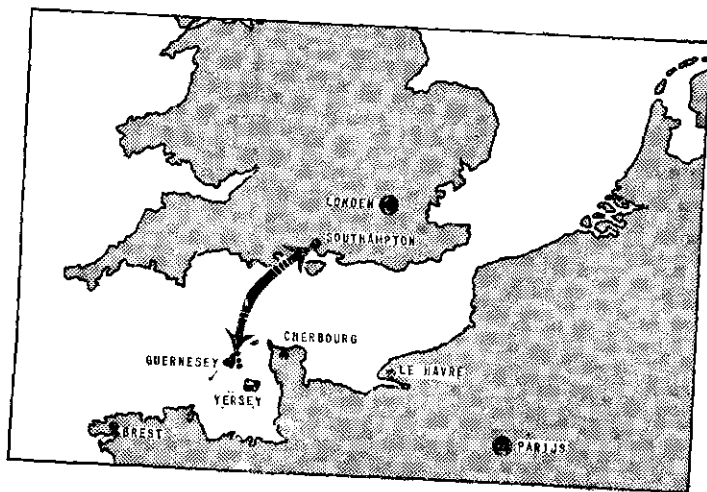 LONDEN
SOUTHAMPTON
CHERBOURG
GUERNESEY
LE HAVRE
YERSEY
BREST
PARIJS